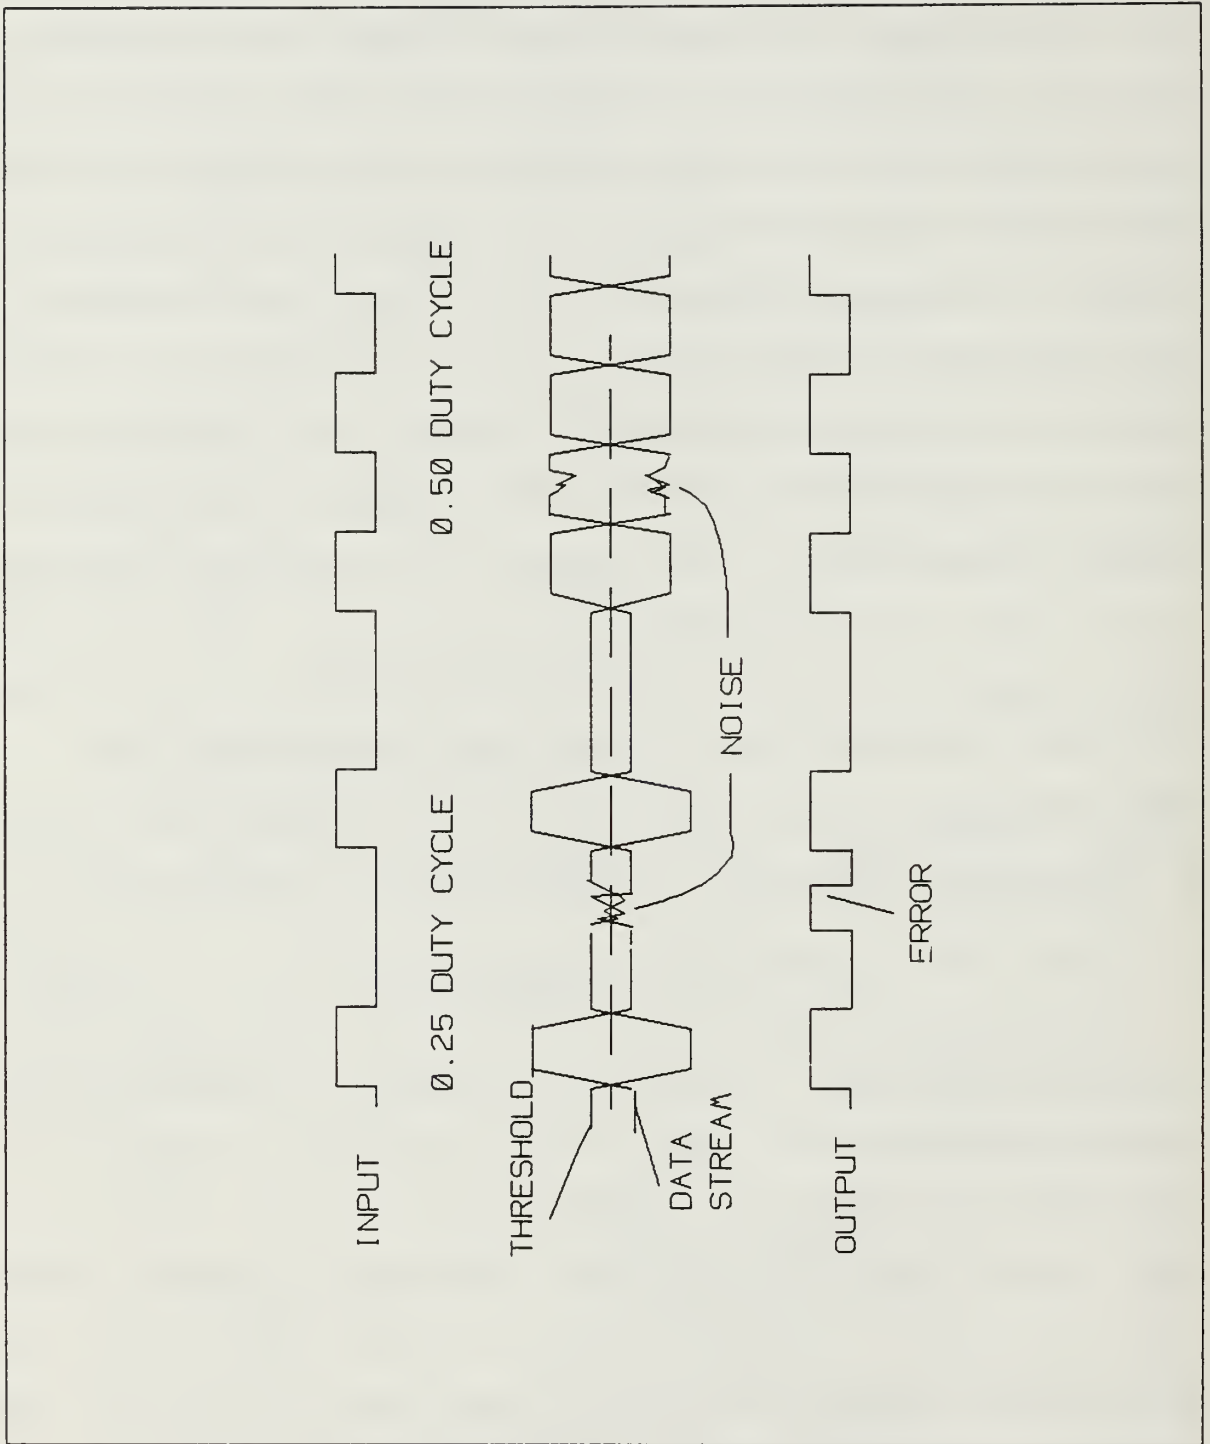 INPUT
0.25 DUTY CYCLE
0.50 DUTY CYCLE
THRESHOLD
DATA
STREAM
NOISE
OUTPUT
ERROR